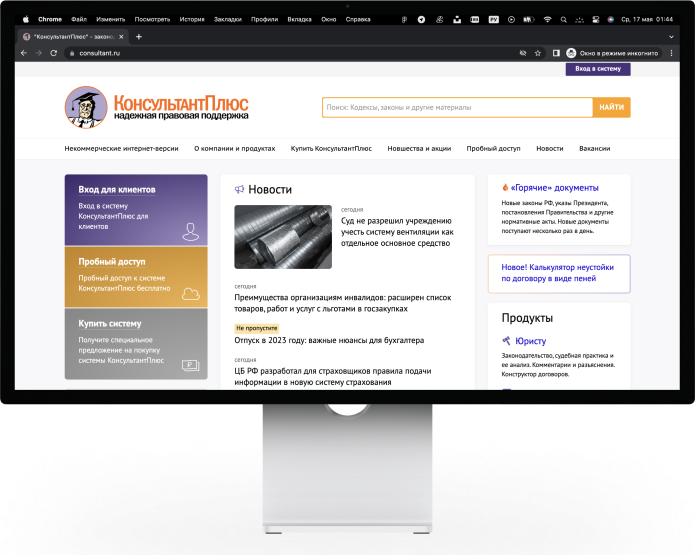 Chrome Файл Изменить Посмотреть История Закладки Профили Вкладка Окно Справка РУ Ср, 17 мая 01:44
"КонсультантПлюс" - законо
consultant.ru Окно в режиме инкогнито
Вход в систему
КонсультантПлюс
надежная правовая поддержка
Поиск: Кодексы, законы и другие материалы НАЙТИ
Некоммерческие интернет-версии О компании и продуктах Купить КонсультантПлюс Новшества и акции Пробный доступ Новости Вакансии
Вход для клиентов
Вход в систему
КонсультантПлюс для
клиентов
Пробный доступ
Пробный доступ к системе
КонсультантПлюс бесплатно
Купить систему
Получите специальное
предложение на покупку
системы КонсультантПлюс
Новости
сегодня
Суд не разрешил учреждению
учесть систему вентиляции как
отдельное основное средство
сегодня
Преимущества организациям инвалидов: расширен список
товаров, работ и услуг с льготами в госзакупках
Не пропустите
Отпуск в 2023 году: важные нюансы для бухгалтера
сегодня
ЦБ РФ разработал для страховщиков правила подачи
информации в новую систему страхования
«Горячие» документы
Новые законы РФ, указы Президента,
постановления Правительства и другие
нормативные акты. Новые документы
поступают несколько раз в день.
Новое! Калькулятор неустойки
по договору в виде пеней
Продукты
Юристу
Законодательство, судебная практика и
ее анализ. Комментарии и разъяснения.
Конструктор договоров.